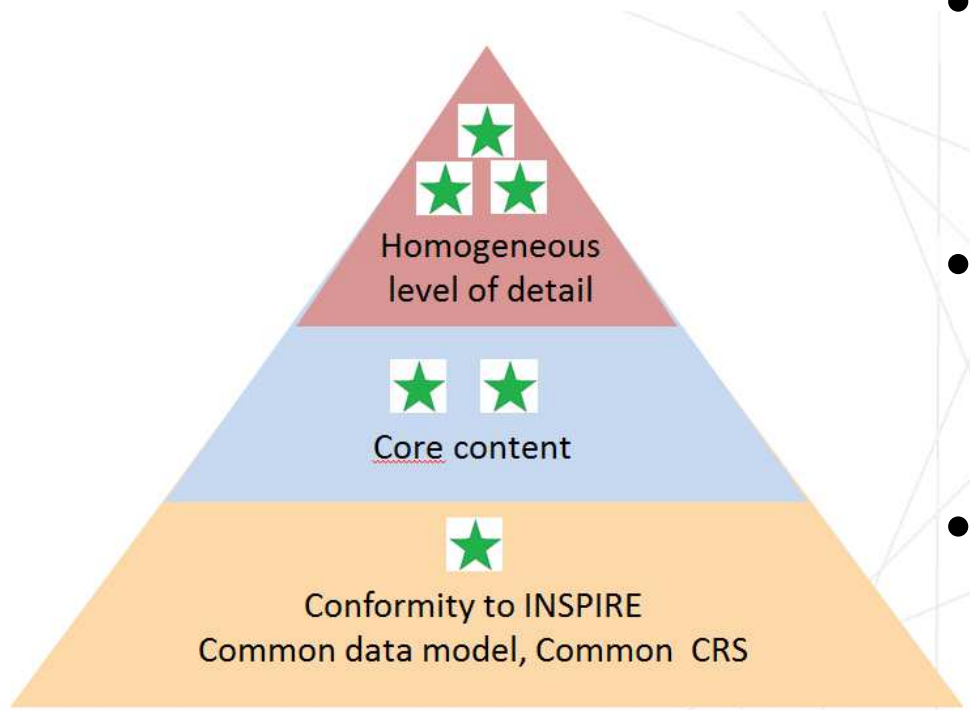 Homogeneous
level of detail
Core content
Conformity to INSPIRE
Common data model, Common CRS